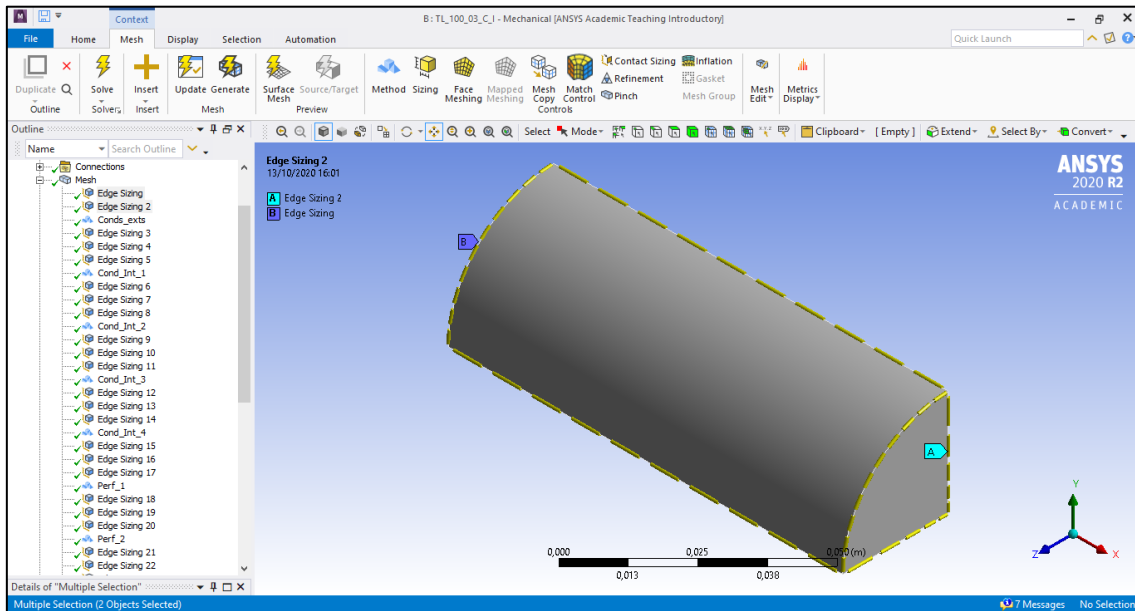 B : TL_100_03_C_I - Mechanical [ANSYS Academic Teaching Introductory]
Context
File Home Mesh Display Selection Automation Quick Launch
Duplicate Solve Insert Update Generate Surface Mesh Source/Target Method Sizing Face Meshing Mapped Meshing Mesh Copy Match Control Contact Sizing Refinement Pinch Inflation Gasket Mesh Group Mesh Edit Metrics Display
Outline Solver Insert Mesh Preview Controls
Outline
Name Search Outline
Select Mode Clipboard [ Empty ] Extend Select By Convert
Connections
Mesh
Edge Sizing
Edge Sizing 2
Conds_exts
Edge Sizing 3
Edge Sizing 4
Edge Sizing 5
Cond_Int_1
Edge Sizing 6
Edge Sizing 7
Edge Sizing 8
Cond_Int_2
Edge Sizing 9
Edge Sizing 10
Edge Sizing 11
Cond_Int_3
Edge Sizing 12
Edge Sizing 13
Edge Sizing 14
Cond_Int_4
Edge Sizing 15
Edge Sizing 16
Edge Sizing 17
Perf_1
Edge Sizing 18
Edge Sizing 19
Edge Sizing 20
Perf_2
Edge Sizing 21
Edge Sizing 22
Edge Sizing 2
13/10/2020 16:01
A Edge Sizing 2
B Edge Sizing
ANSYS
2020 R2
ACADEMIC
B
A
0,000 0,025 0,050 (m)
0,013 0,038
Y
Z
X
Details of "Multiple Selection"
Multiple Selection (2 Objects Selected) 7 Messages No Selection